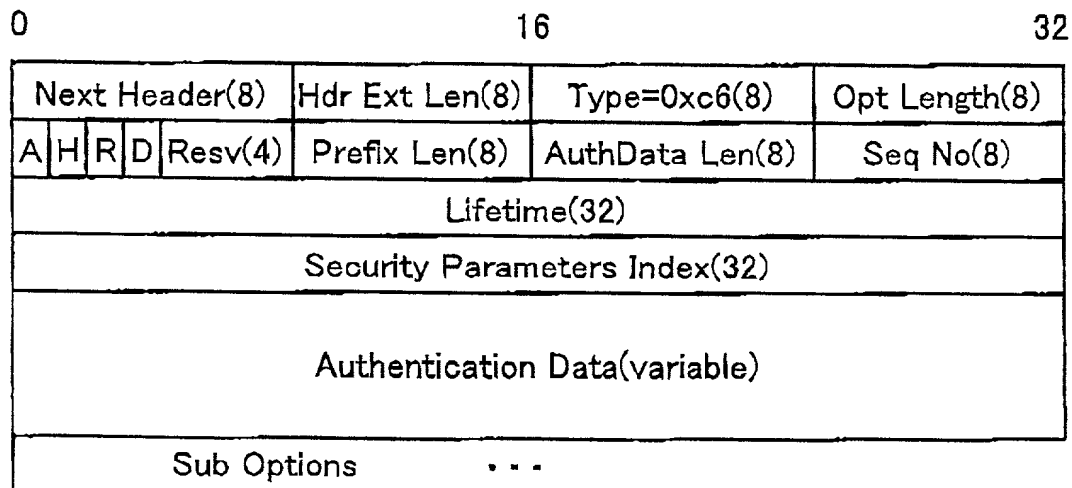 0 16 32
Next Header(8) Hdr Ext Len(8) Type=0xc6(8) Opt Length(8)
A H R D Resv(4) Prefix Len(8) AuthData Len(8) Seq No(8)
Lifetime(32)
Security Parameters Index(32)
Authentication Data(variable)
Sub Options ...